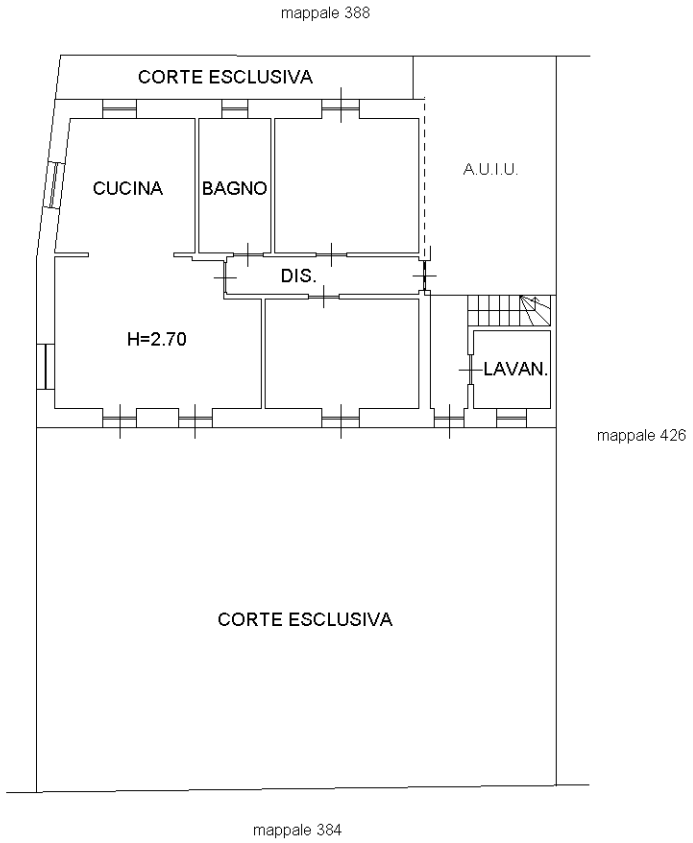 mappale 388
CORTE ESCLUSIVA
A.U.I.U.
CUCINA
BAGNO
DIS.
H=2.70
LAVAN.
mappale 426
CORTE ESCLUSIVA
mappale 384